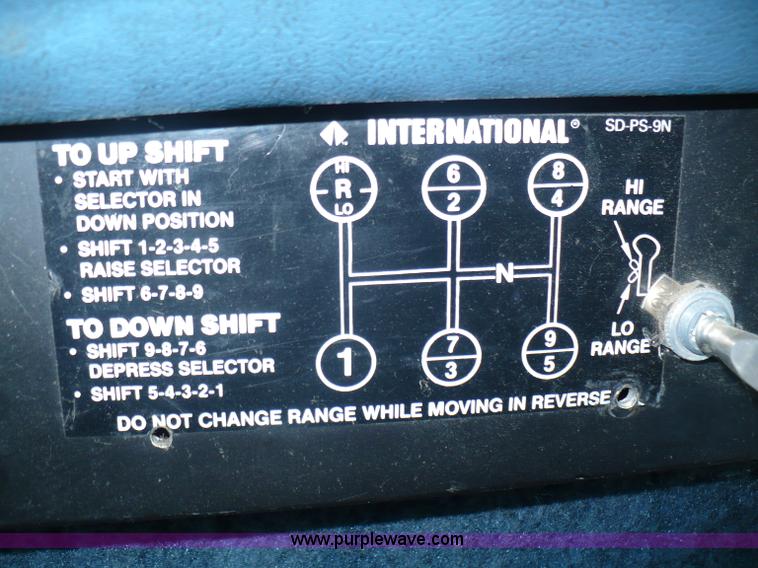 INTERNATIONAL®
SD-PS-9N
TO UP SHIFT
• START WITH
SELECTOR IN
DOWN POSITION
• SHIFT 1-2-3-4-5
RAISE SELECTOR
• SHIFT 6-7-8-9
TO DOWN SHIFT
• SHIFT 9-8-7-6
DEPRESS SELECTOR
• SHIFT 5-4-3-2-1
HI
R
LO
6
2
8
4
N
1
7
3
9
5
HI
RANGE
LO
RANGE
DO NOT CHANGE RANGE WHILE MOVING IN REVERSE
www.purplewave.com